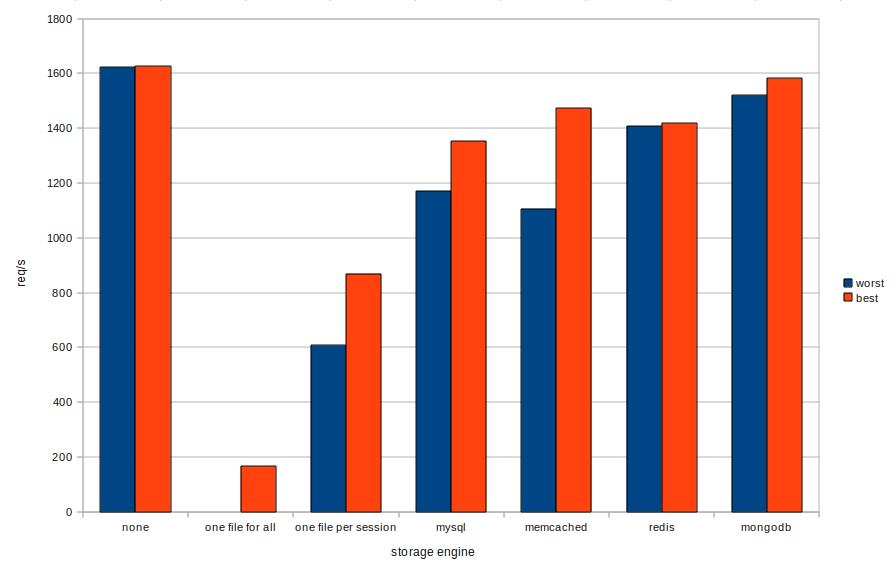 1800
1600
1400
1200
1000
800
600
400
200
0
req/s
none one file for all one file per session mysql memcached redis mongodb
storage engine
worst
best